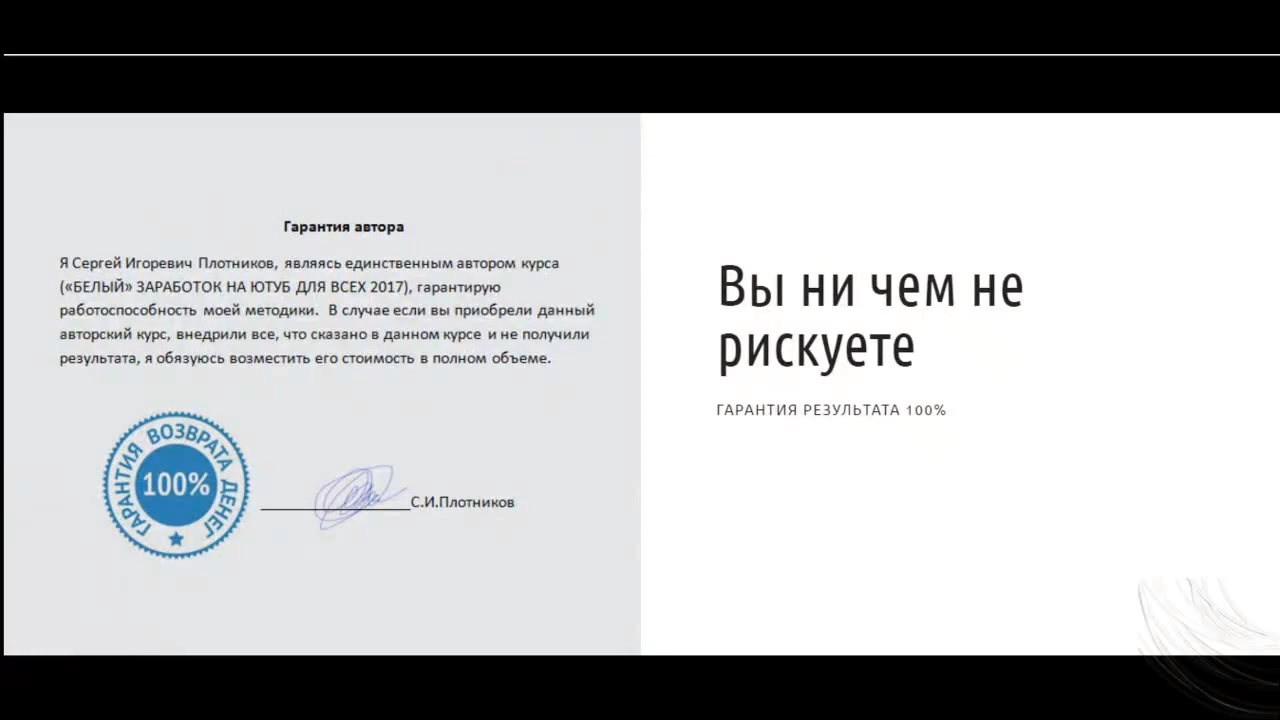 Гарантия автора
Я Сергей Игоревич Плотников, являясь единственным автором курса
(«БЕЛЫЙ» ЗАРАБОТОК НА ЮТУБ ДЛЯ ВСЕХ 2017), гарантирую
работоспособность моей методики. В случае если вы приобрели данный
авторский курс, внедрили все, что сказано в данном курсе и не получили
результата, я обязуюсь возместить его стоимость в полном объеме.
ГАРАНТИЯ ВОЗВРАТА ДЕНЕГ
100%
С.И.Плотников
Вы ни чем не
рискуете
ГАРАНТИЯ РЕЗУЛЬТАТА 100%